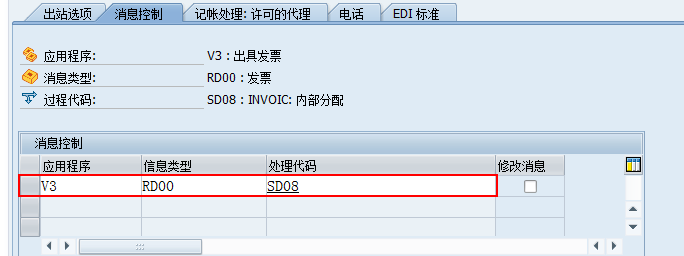 出站选项 消息控制 记帐处理: 许可的代理 电话 EDI 标准
应用程序: V3 : 出具发票
消息类型: RD00 : 发票
过程代码: SD08 : INVOIC: 内部分配
消息控制
应用程序 信息类型 处理代码 修改消息
V3 RD00 SD08